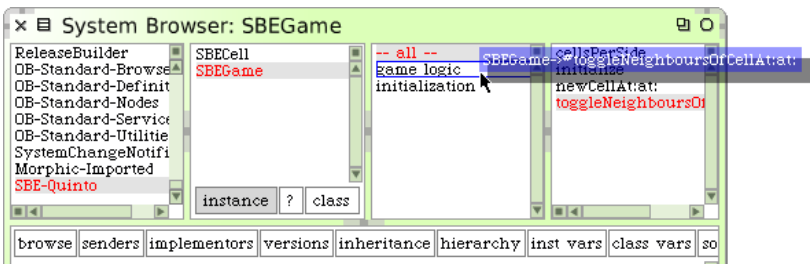 System Browser: SBEGame
ReleaseBuilder
OB-Standard-Browse
OB-Standard-Definit
OB-Standard-Nodes
OB-Standard-Service
OB-Standard-Utilitie
SystemChangeNotifi
Morphic-Imported
SBE-Quinto
SBECell
SBEGame
instance ? class
-- all --
game logic
initialization
SBEGame->#toggleNeighboursOfCellAt:at:
cellsPerSide
initialize
newCellAt:at:
toggleNeighboursOf
browse senders implementors versions inheritance hierarchy inst vars class vars so